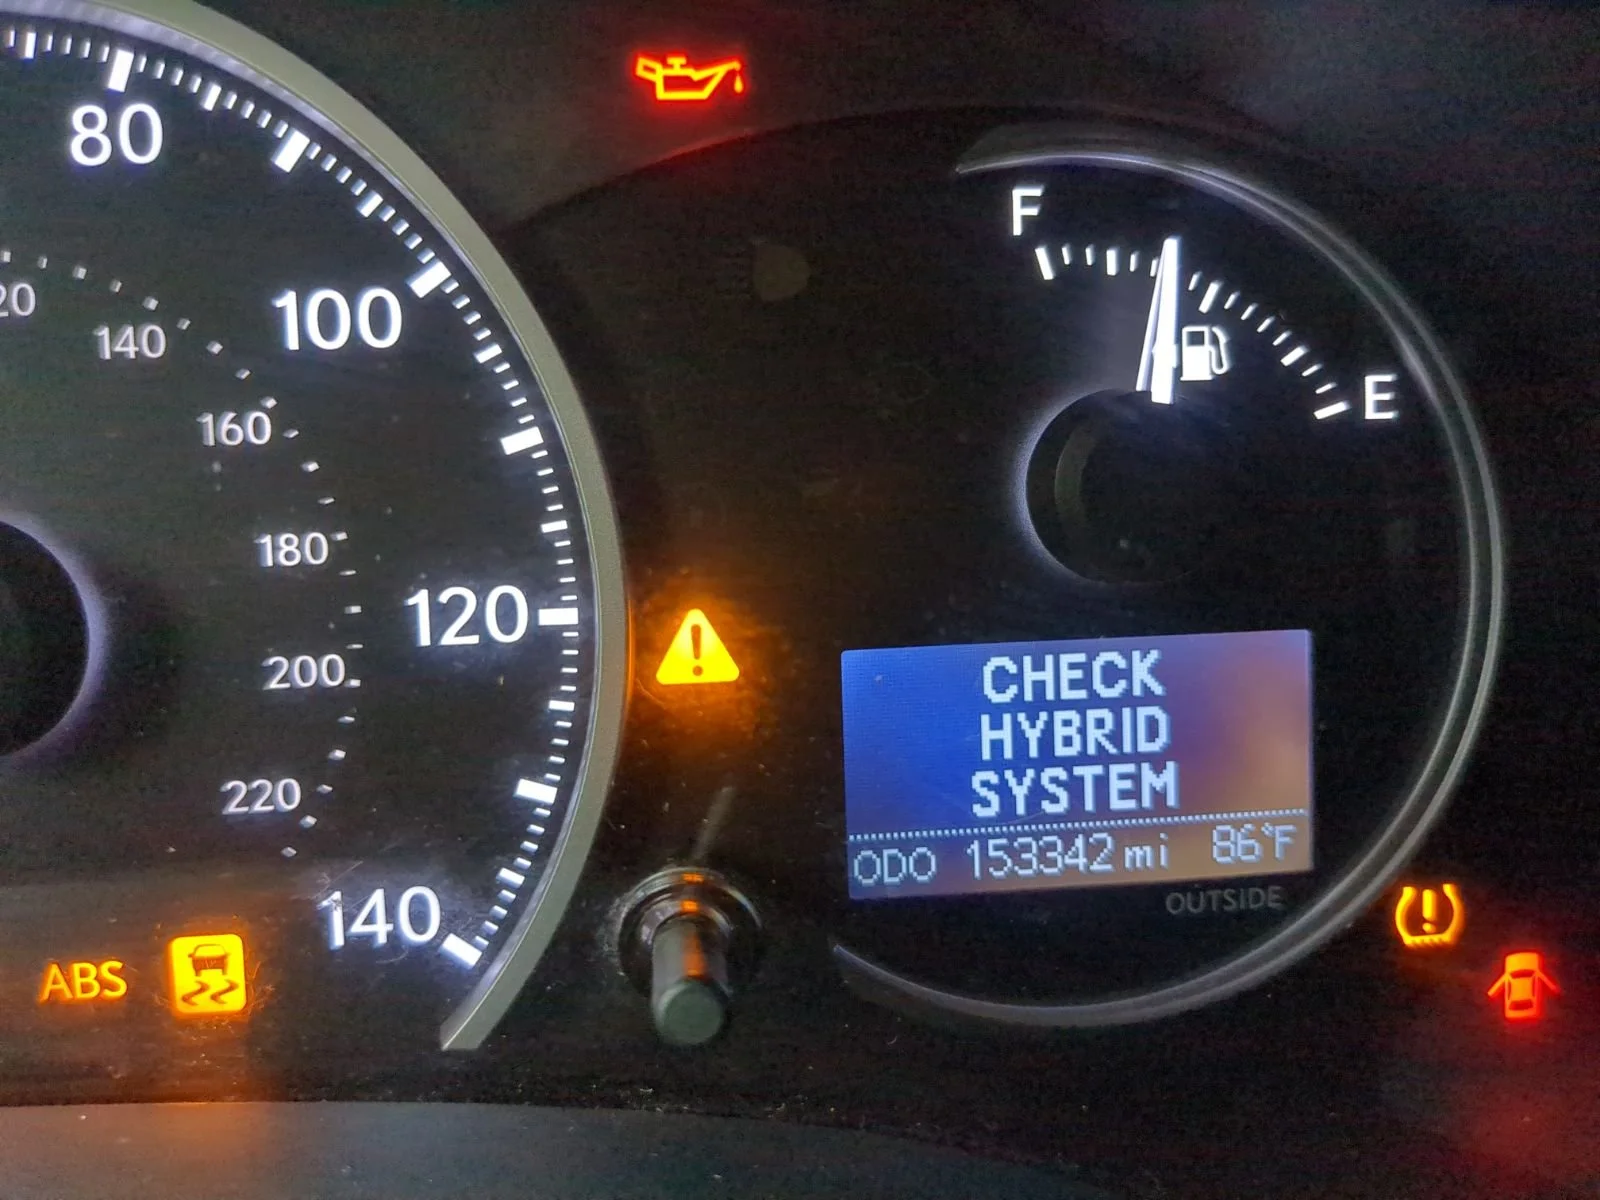 80
100
120
140
20
140
160
180
200
220
F
E
CHECK
HYBRID
SYSTEM
ODO 153342 mi 86°F
OUTSIDE
ABS